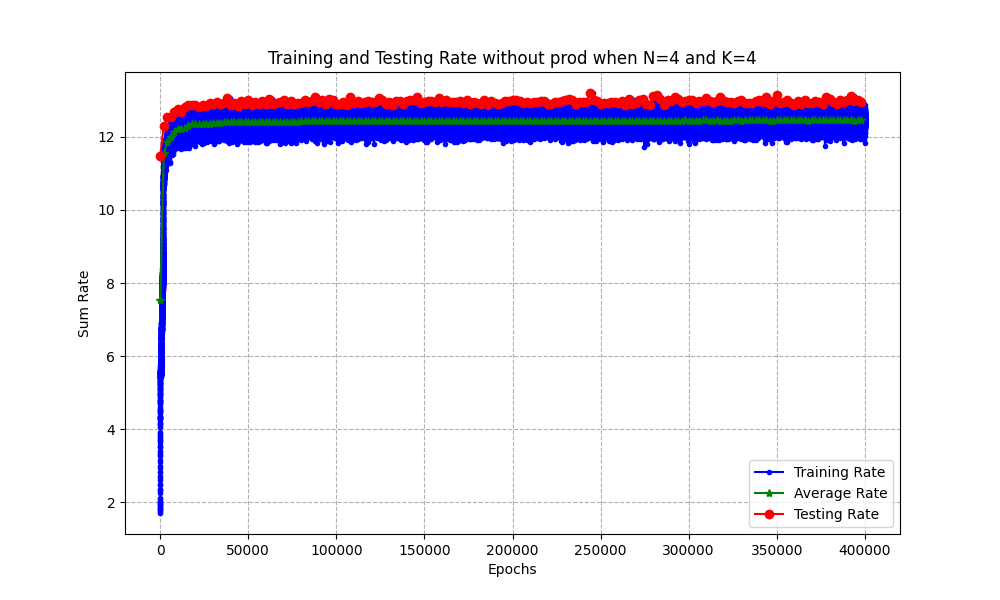 Training and Testing Rate without prod when N=4 and K=4
Sum Rate
12
10
8
6
4
2
0 50000 100000 150000 200000 250000 300000 350000 400000
Epochs
Training Rate
Average Rate
Testing Rate